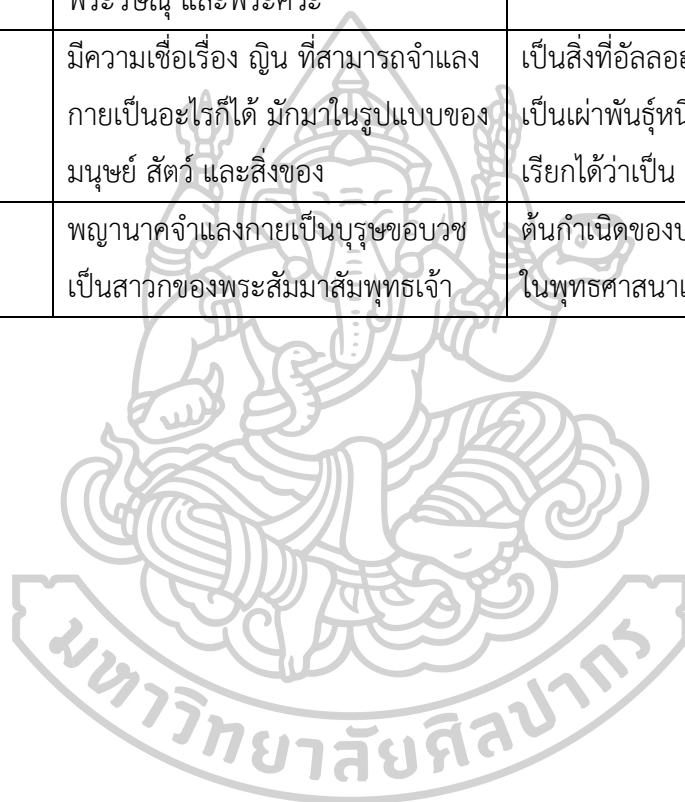 พระวิษณุ และพระศิวะ
มีความเชื่อเรื่อง ญิน ที่สามารถจำแลง
กายเป็นอะไรก็ได้ มักมาในรูปแบบของ
มนุษย์ สัตว์ และสิ่งของ
เป็นสิ่งที่อัลลอ
เป็นเผ่าพันธุ์หนึ
เรียกได้ว่าเป็น
พญานาคจำแลงกายเป็นบุรุษขอบวช
เป็นสาวกของพระสัมมาสัมพุทธเจ้า
ต้นกำเนิดของ
ในพุทธศาสนา
มหาวิทยาลัยศิลปากร